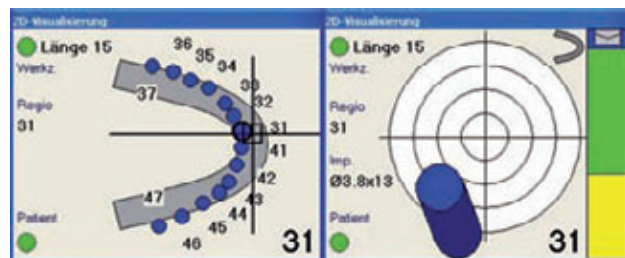 2D-Visualisierung
Länge 15
Werkz.
Regio
31
Patient
36
35
34
33
32
31
37
41
42
43
44
45
46
47
31
2D-Visualisierung
Länge 15
Werkz.
Regio
31
Imp.
Ø3.8x13
Patient
31